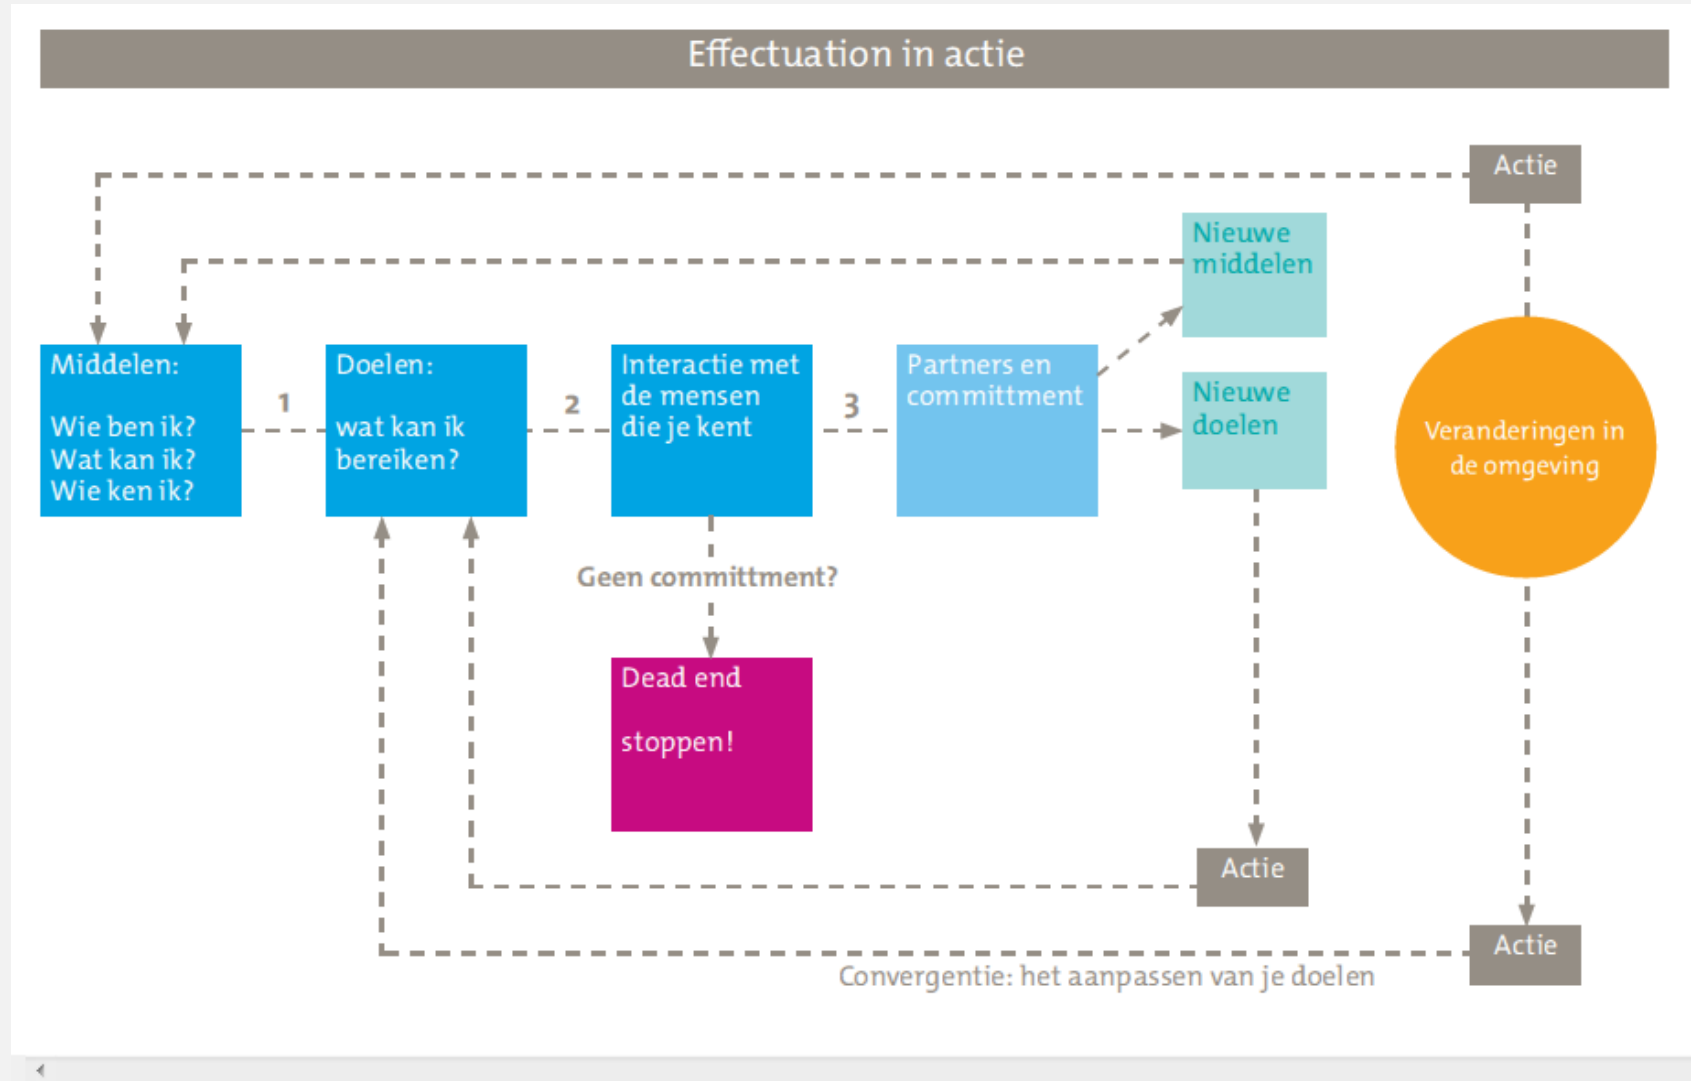 Effectuation in actie
Actie
Nieuwe
middelen
Middelen:
Wie ben ik?
Wat kan ik?
Wie ken ik?
1
Doelen:
wat kan ik
bereiken?
2
Interactie met
de mensen
die je kent
3
Partners en
committment
Nieuwe
doelen
Veranderingen in
de omgeving
Geen committment?
Dead end
stoppen!
Actie
Actie
Convergentie: het aanpassen van je doelen